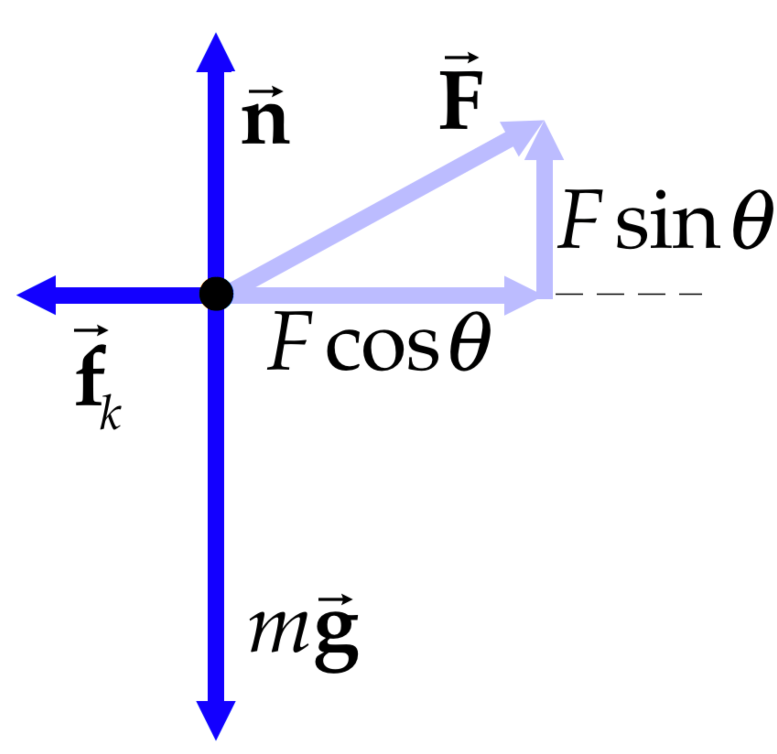 F⃗
n⃗
F sin θ
F cos θ
f⃗ₖ
mg⃗